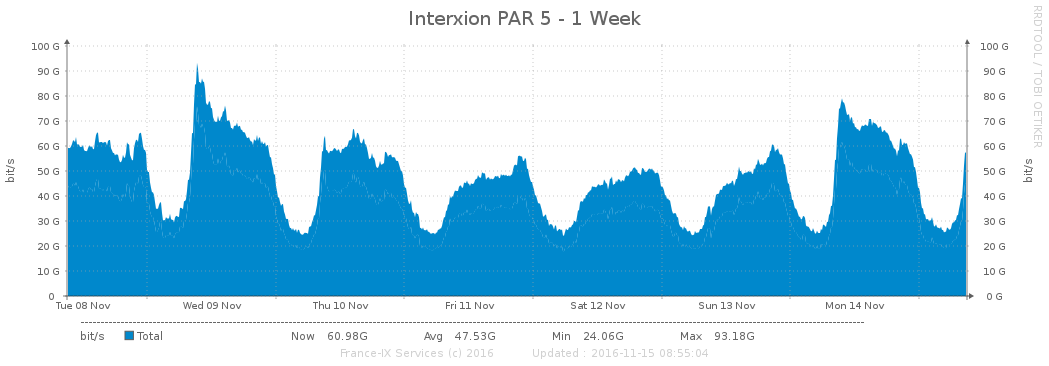 Interxion PAR 5 - 1 Week
RRDTOOL / TOBI OETIKER
bit/s
100 G
90 G
80 G
70 G
60 G
50 G
40 G
30 G
20 G
10 G
0
100 G
90 G
80 G
70 G
60 G
50 G
40 G
30 G
20 G
10 G
0 G
bit/s
Tue 08 Nov Wed 09 Nov Thu 10 Nov Fri 11 Nov Sat 12 Nov Sun 13 Nov Mon 14 Nov
bit/s Total Now 60.98G Avg 47.53G Min 24.06G Max 93.18G
France-IX Services (c) 2016 Updated : 2016-11-15 08:55:04